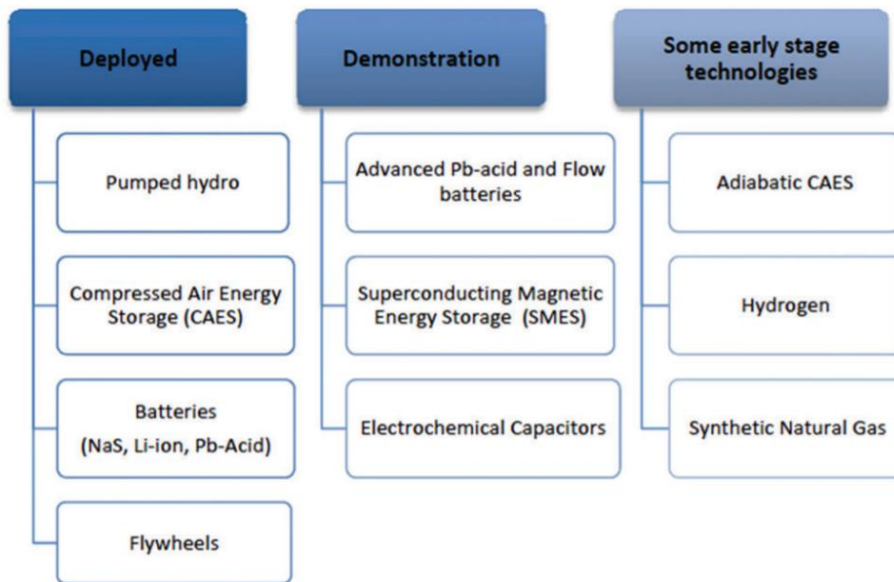 Deployed
Pumped hydro
Compressed Air Energy
Storage (CAES)
Batteries
(NaS, Li-ion, Pb-Acid)
Flywheels
Demonstration
Advanced Pb-acid and Flow
batteries
Superconducting Magnetic
Energy Storage (SMES)
Electrochemical Capacitors
Some early stage
technologies
Adiabatic CAES
Hydrogen
Synthetic Natural Gas